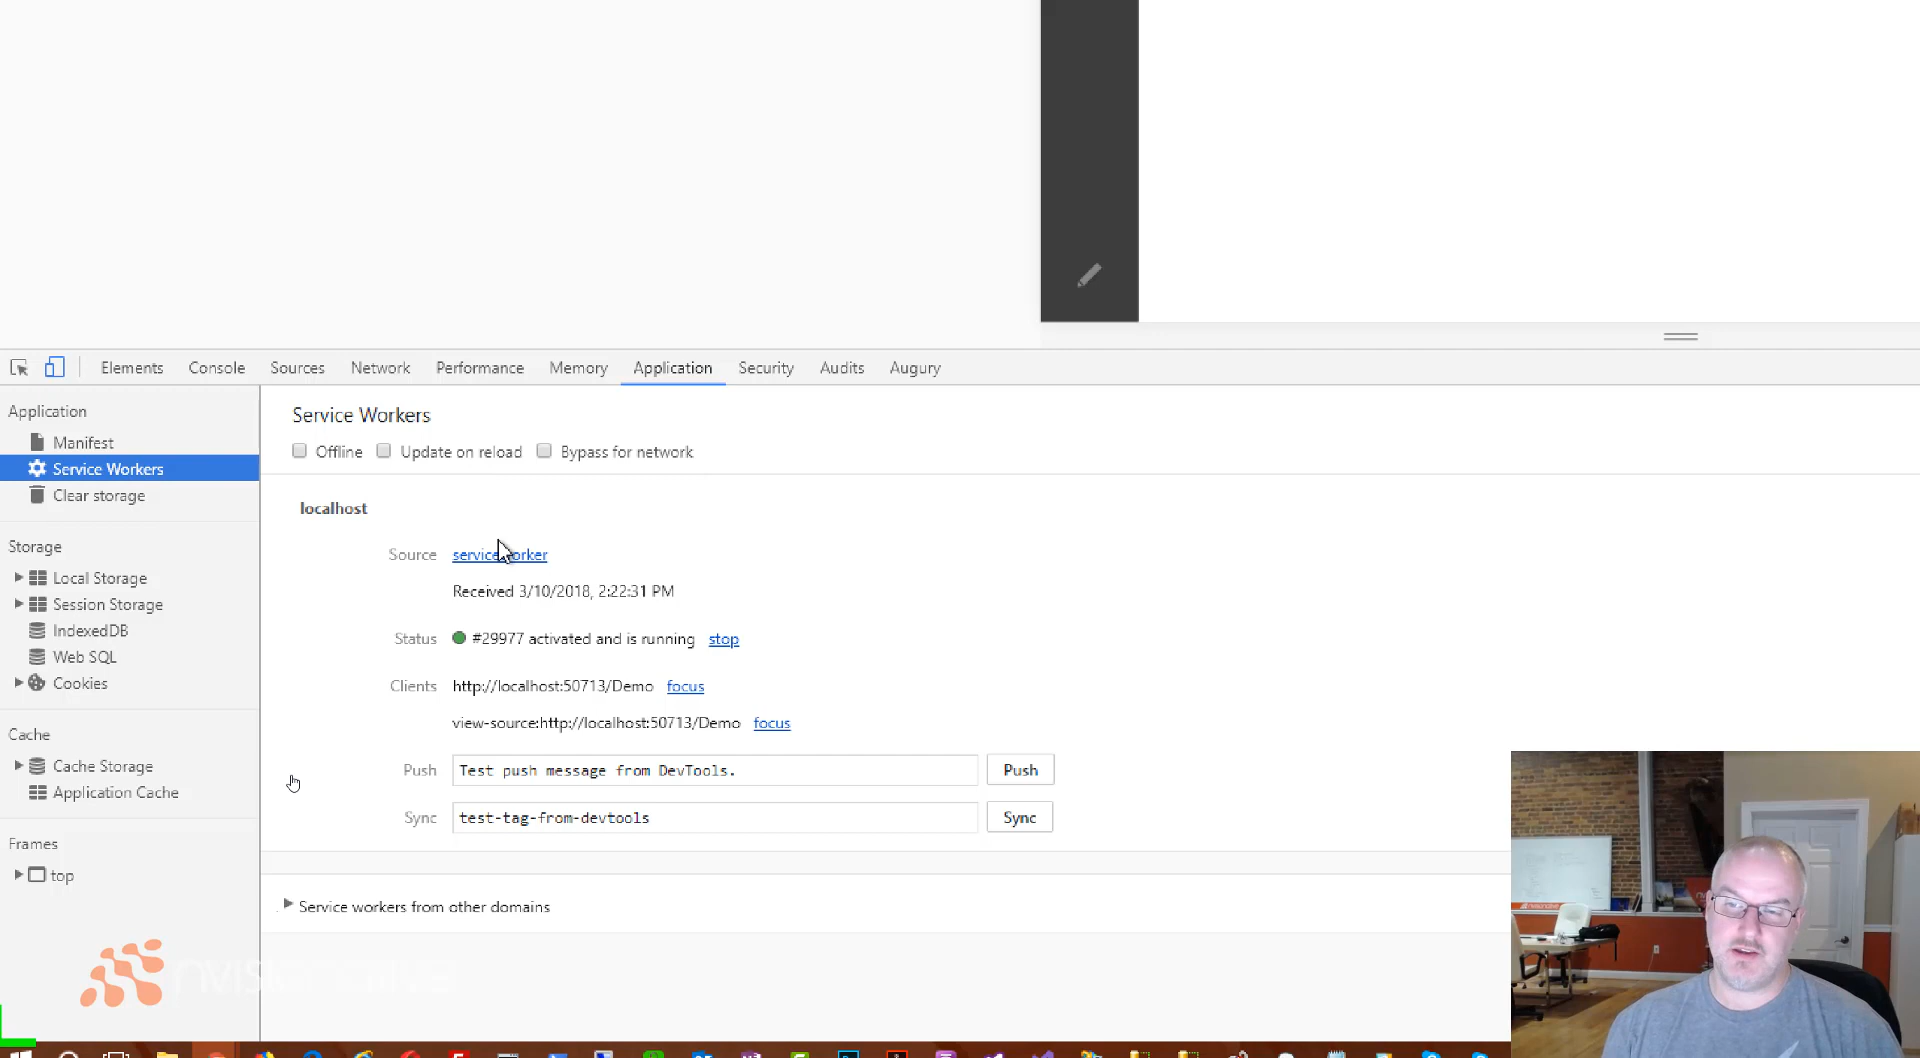 Elements Console Sources Network Performance Memory Application Security Audits Augury
Application
Manifest
Service Workers
Clear storage
Storage
Local Storage
Session Storage
IndexedDB
Web SQL
Cookies
Cache
Cache Storage
Application Cache
Frames
top
Service Workers
Offline Update on reload Bypass for network
localhost
Source serviceworker
Received 3/10/2018, 2:22:31 PM
Status #29977 activated and is running stop
Clients http://localhost:50713/Demo focus
view-source:http://localhost:50713/Demo focus
Push Test push message from DevTools. Push
Sync test-tag-from-devtools Sync
Service workers from other domains